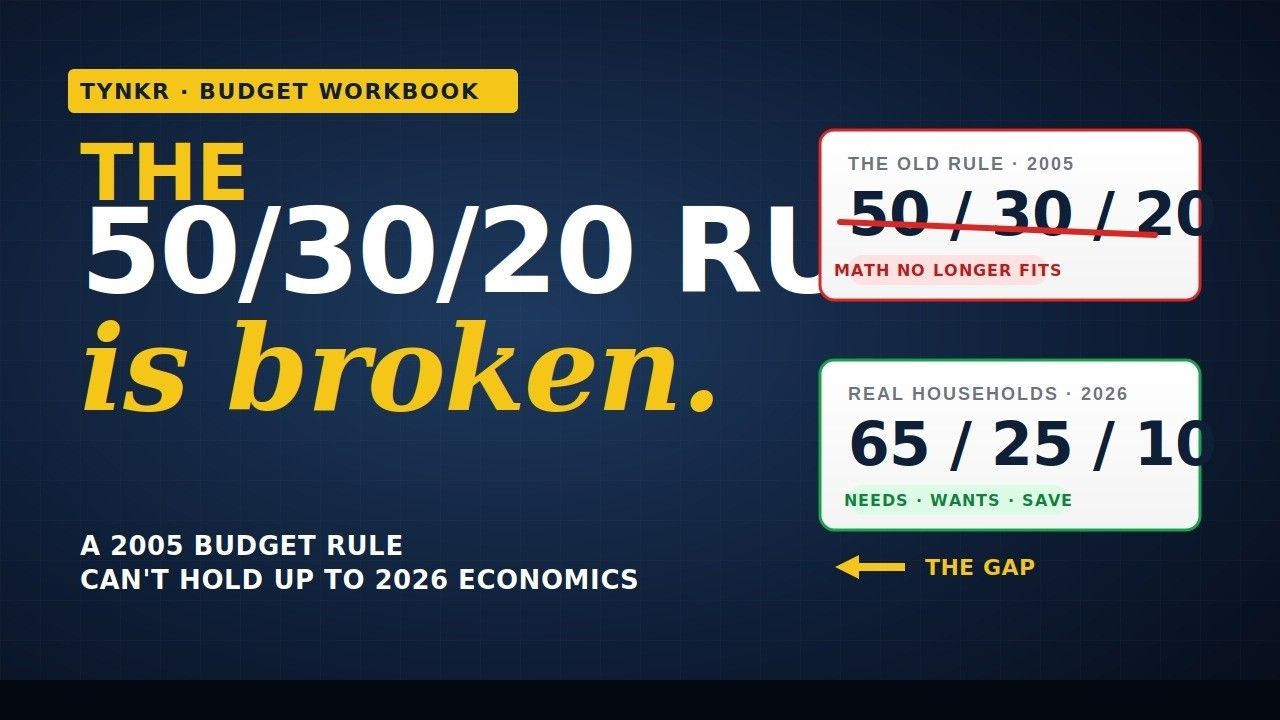 TYNKR · BUDGET WORKBOOK
THE
50/30/20 RU
is broken.
A 2005 BUDGET RULE
CAN'T HOLD UP TO 2026 ECONOMICS
THE OLD RULE · 2005
50 / 30 / 20
MATH NO LONGER FITS
REAL HOUSEHOLDS · 2026
65 / 25 / 10
NEEDS · WANTS · SAVE
THE GAP